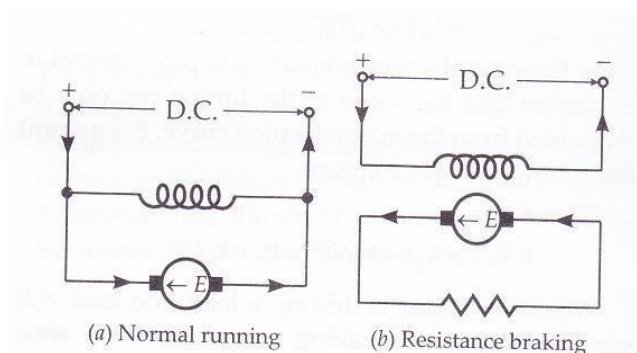 + −
D.C.
E
(a) Normal running
+ −
D.C.
E
(b) Resistance braking